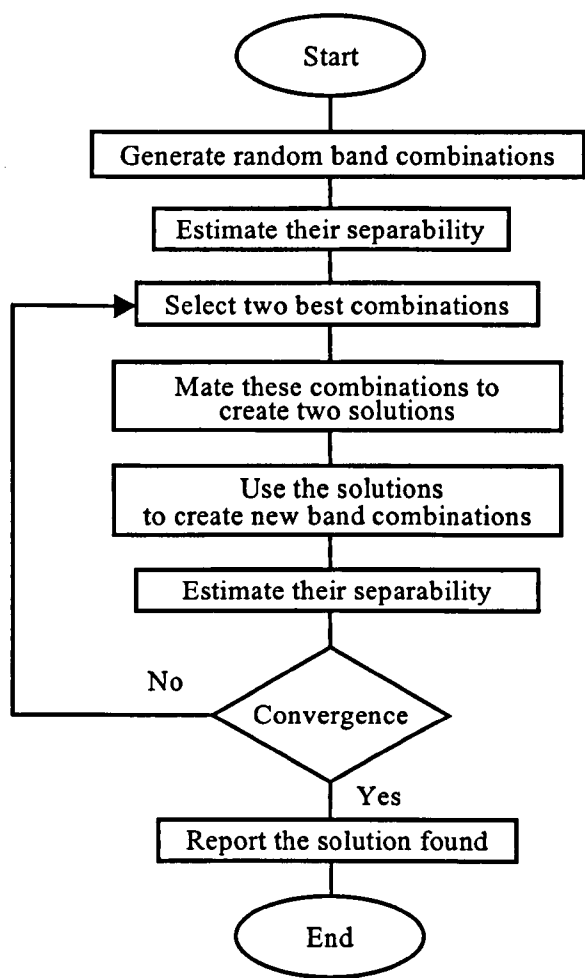 Start
Generate random band combinations
Estimate their separability
Select two best combinations
Mate these combinations to
create two solutions
Use the solutions
to create new band combinations
Estimate their separability
No
Convergence
Yes
Report the solution found
End